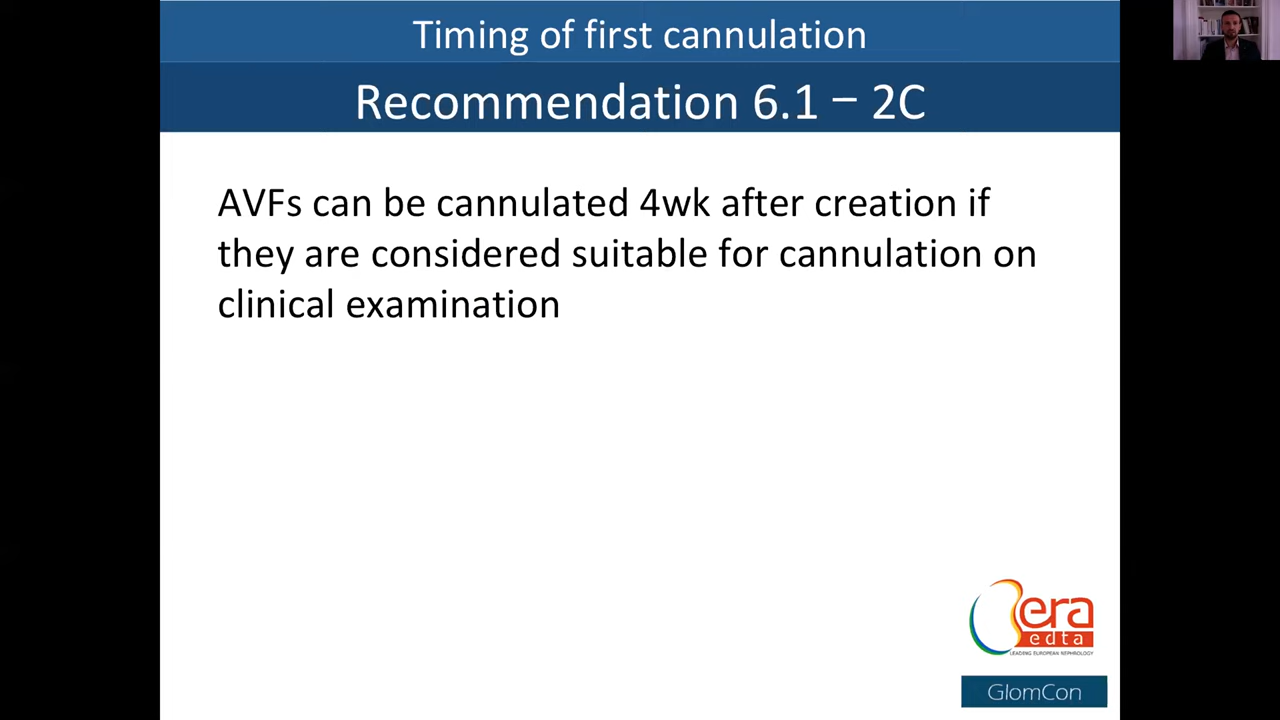 Timing of first cannulation
Recommendation 6.1 – 2C
AVFs can be cannulated 4wk after creation if
they are considered suitable for cannulation on
clinical examination
era
edta
LEADING EUROPEAN NEPHROLOGY
GlomCon